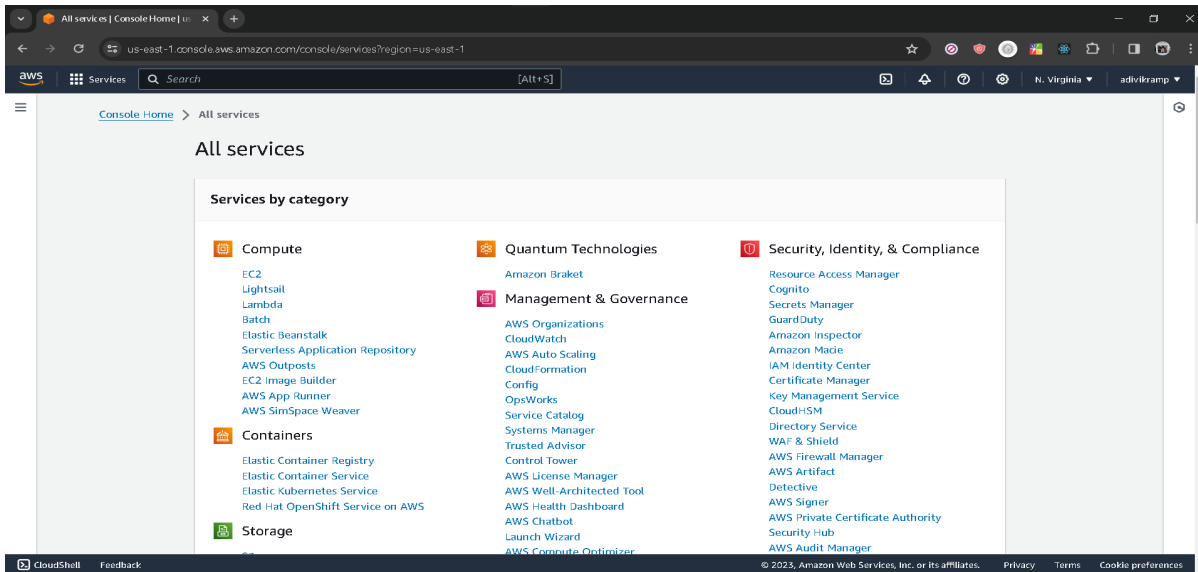 All services | Console Home | us
us-east-1.console.aws.amazon.com/console/services?region=us-east-1
aws
Services
Search
[Alt+S]
N. Virginia
adivikramp
Console Home > All services
All services
Services by category
Compute
EC2
Lightsail
Lambda
Batch
Elastic Beanstalk
Serverless Application Repository
AWS Outposts
EC2 Image Builder
AWS App Runner
AWS SimSpace Weaver
Containers
Elastic Container Registry
Elastic Container Service
Elastic Kubernetes Service
Red Hat OpenShift Service on AWS
Storage
Quantum Technologies
Amazon Braket
Management & Governance
AWS Organizations
CloudWatch
AWS Auto Scaling
CloudFormation
Config
OpsWorks
Service Catalog
Systems Manager
Trusted Advisor
Control Tower
AWS License Manager
AWS Well-Architected Tool
AWS Health Dashboard
AWS Chatbot
Launch Wizard
AWS Compute Optimizer
Security, Identity, & Compliance
Resource Access Manager
Cognito
Secrets Manager
GuardDuty
Amazon Inspector
Amazon Macie
IAM Identity Center
Certificate Manager
Key Management Service
CloudHSM
Directory Service
WAF & Shield
AWS Firewall Manager
AWS Artifact
Detective
AWS Signer
AWS Private Certificate Authority
Security Hub
AWS Audit Manager
CloudShell
Feedback
© 2023, Amazon Web Services, Inc. or its affiliates.
Privacy
Terms
Cookie preferences